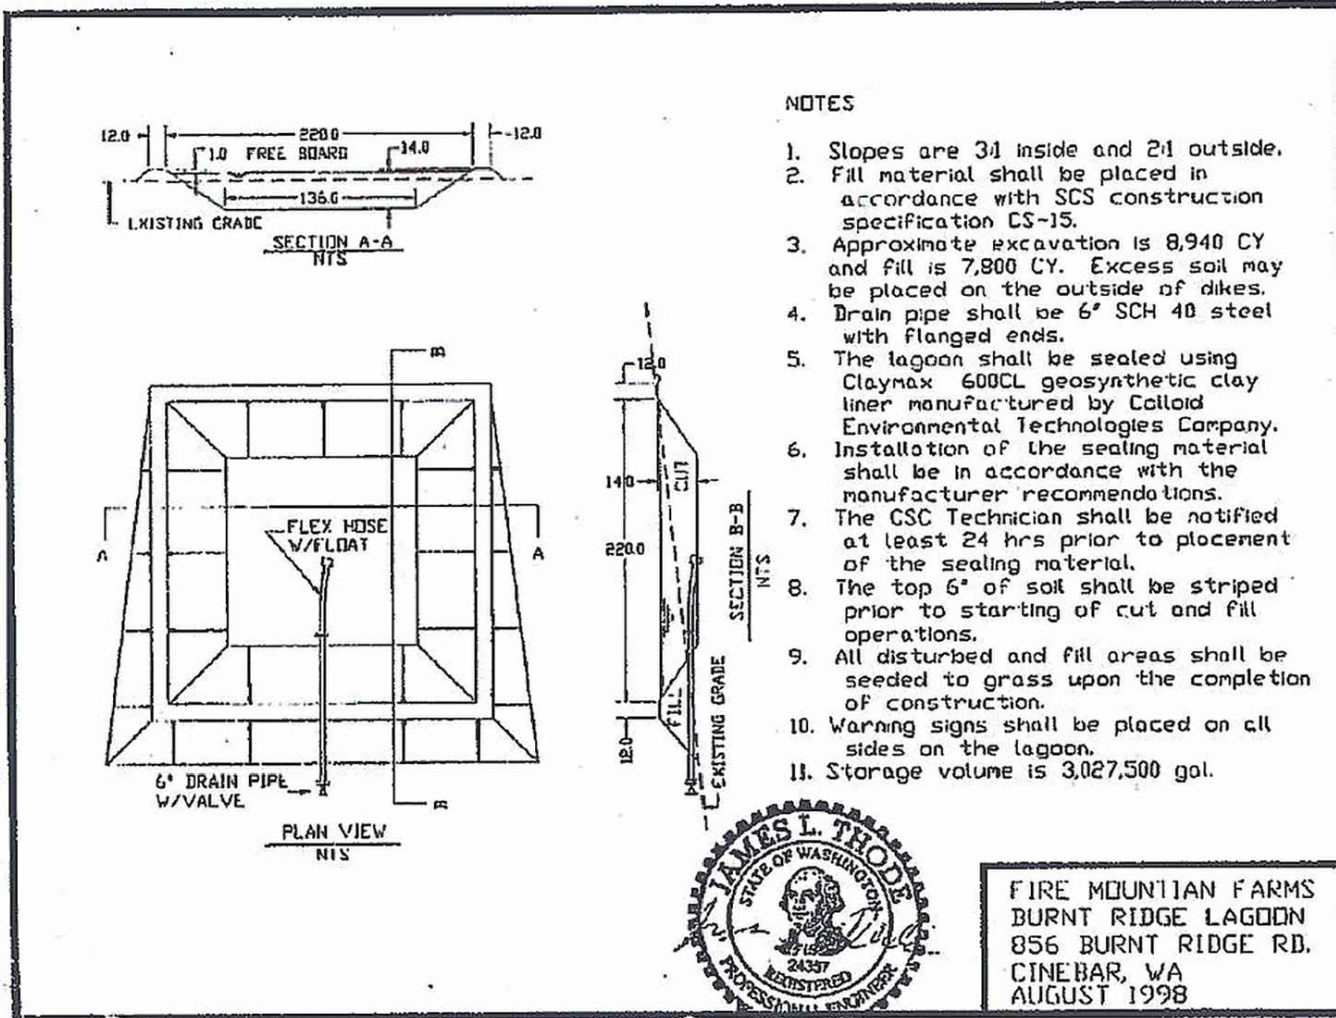 12.0
220.0
-12.0
1.0 FREE BOARD
14.0
136.0
EXISTING GRADE
SECTION A-A
NTS
B
A
A
FLEX HOSE
W/FLOAT
6" DRAIN PIPE
W/VALVE
B
PLAN VIEW
NTS
12.0
14.0
CUT
220.0
FILL
12.0
EXISTING GRADE
SECTION B-B
NTS
NOTES
1. Slopes are 3:1 inside and 2:1 outside.
2. Fill material shall be placed in
accordance with SCS construction
specification CS-15.
3. Approximate excavation is 8,940 CY
and fill is 7,800 CY. Excess soil may
be placed on the outside of dikes.
4. Drain pipe shall be 6" SCH 40 steel
with flanged ends.
5. The lagoon shall be sealed using
Claymax 600CL geosynthetic clay
liner manufactured by Colloid
Environmental Technologies Company.
6. Installation of the sealing material
shall be in accordance with the
manufacturer recommendations.
7. The CSC Technician shall be notified
at least 24 hrs prior to placement
of the sealing material.
8. The top 6" of soil shall be striped
prior to starting of cut and fill
operations.
9. All disturbed and fill areas shall be
seeded to grass upon the completion
of construction.
10. Warning signs shall be placed on all
sides on the lagoon.
11. Storage volume is 3,027,500 gal.
JAMES L. THODE
STATE OF WASHINGTON
24357
REGISTERED
PROFESSIONAL ENGINEER
FIRE MOUNTIAN FARMS
BURNT RIDGE LAGOON
856 BURNT RIDGE RD.
CINEBAR, WA
AUGUST 1998